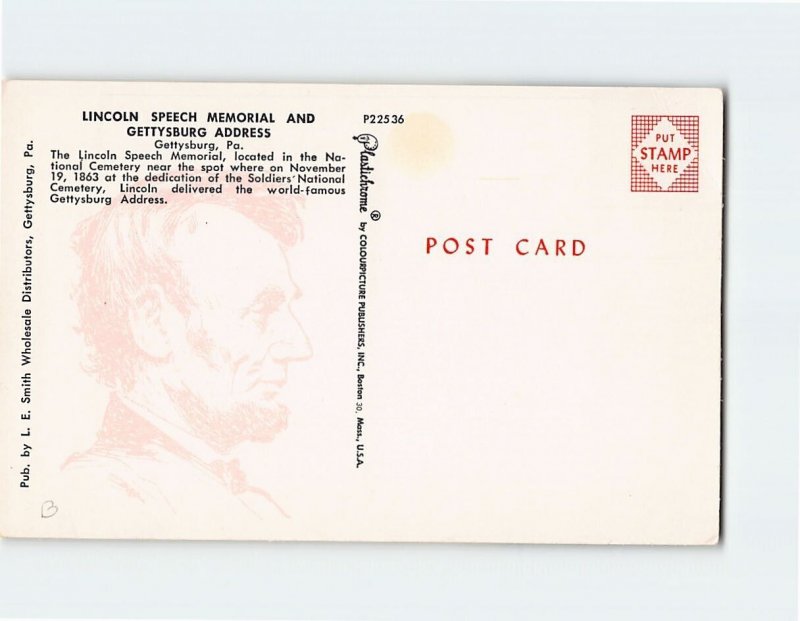 LINCOLN SPEECH MEMORIAL AND
GETTYSBURG ADDRESS
Gettysburg, Pa.
The Lincoln Speech Memorial, located in the Na-
tional Cemetery near the spot where on November
19, 1863 at the dedication of the Soldiers' National
Cemetery, Lincoln delivered the world-famous
Gettysburg Address.
Pub. by L. E. Smith Wholesale Distributors, Gettysburg, Pa.
B
P22536
Plastichrome ® by COLOURPICTURE PUBLISHERS, INC., Boston 30, Mass., U.S.A.
POST CARD
PUT
STAMP
HERE